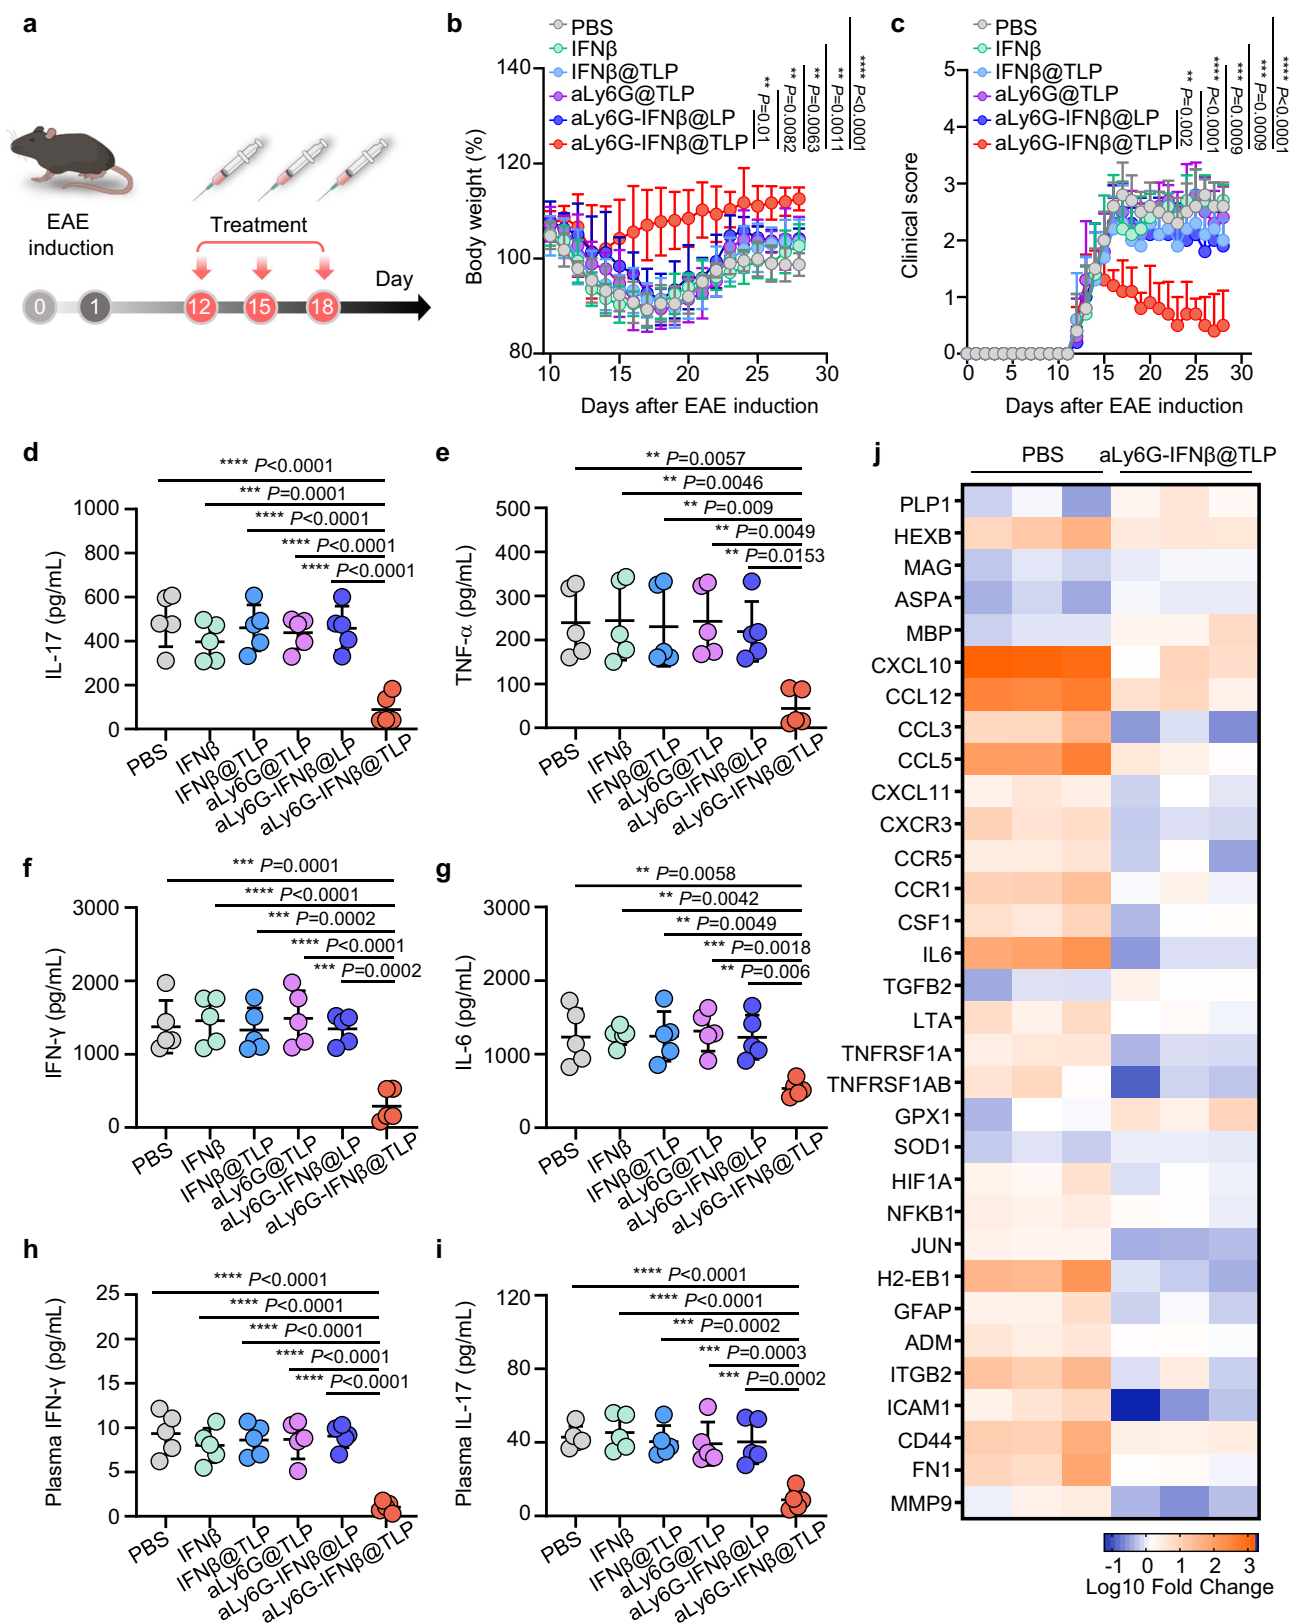 a
EAE
induction
Treatment
Day
0
1
12
15
18
b
PBS
IFNβ
IFNβ@TLP
aLy6G@TLP
aLy6G-IFNβ@LP
aLy6G-IFNβ@TLP
** P=0.01
** P=0.0082
** P=0.0063
** P=0.0011
**** P<0.0001
Body weight (%)
140
120
100
80
10
15
20
25
30
Days after EAE induction
c
PBS
IFNβ
IFNβ@TLP
aLy6G@TLP
aLy6G-IFNβ@LP
aLy6G-IFNβ@TLP
** P=0.002
**** P<0.0001
*** P=0.0009
*** P=0.0009
**** P<0.0001
Clinical score
5
4
3
2
1
0
0
5
10
15
20
25
30
Days after EAE induction
d
**** P<0.0001
*** P=0.0001
**** P<0.0001
**** P<0.0001
**** P<0.0001
IL-17 (pg/mL)
1000
800
600
400
200
0
PBS
IFNβ
IFNβ@TLP
aLy6G@TLP
aLy6G-IFNβ@LP
aLy6G-IFNβ@TLP
e
** P=0.0057
** P=0.0046
** P=0.009
** P=0.0049
** P=0.0153
TNF-α (pg/mL)
500
400
300
200
100
0
PBS
IFNβ
IFNβ@TLP
aLy6G@TLP
aLy6G-IFNβ@LP
aLy6G-IFNβ@TLP
f
*** P=0.0001
**** P<0.0001
*** P=0.0002
**** P<0.0001
*** P=0.0002
IFN-γ (pg/mL)
3000
2000
1000
0
PBS
IFNβ
IFNβ@TLP
aLy6G@TLP
aLy6G-IFNβ@LP
aLy6G-IFNβ@TLP
g
** P=0.0058
** P=0.0042
** P=0.0049
*** P=0.0018
** P=0.006
IL-6 (pg/mL)
3000
2000
1000
0
PBS
IFNβ
IFNβ@TLP
aLy6G@TLP
aLy6G-IFNβ@LP
aLy6G-IFNβ@TLP
h
**** P<0.0001
**** P<0.0001
**** P<0.0001
**** P<0.0001
**** P<0.0001
Plasma IFN-γ (pg/mL)
25
20
15
10
5
0
PBS
IFNβ
IFNβ@TLP
aLy6G@TLP
aLy6G-IFNβ@LP
aLy6G-IFNβ@TLP
i
**** P<0.0001
**** P<0.0001
*** P=0.0002
*** P=0.0003
*** P=0.0002
Plasma IL-17 (pg/mL)
120
80
40
0
PBS
IFNβ
IFNβ@TLP
aLy6G@TLP
aLy6G-IFNβ@LP
aLy6G-IFNβ@TLP
j
PBS
aLy6G-IFNβ@TLP
PLP1
HEXB
MAG
ASPA
MBP
CXCL10
CCL12
CCL3
CCL5
CXCL11
CXCR3
CCR5
CCR1
CSF1
IL6
TGFB2
LTA
TNFRSF1A
TNFRSF1AB
GPX1
SOD1
HIF1A
NFKB1
JUN
H2-EB1
GFAP
ADM
ITGB2
ICAM1
CD44
FN1
MMP9
-1 0 1 2 3
Log10 Fold Change